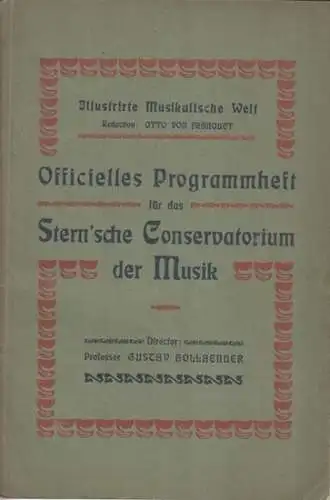 Illustrirte Musikalische Welt
Redaction: OTTO VON FRÄNQUET
Officielles Programmheft
für das
Stern'sche Conservatorium
der Musik
Director:
Professor GUSTAV HOLLAENDER